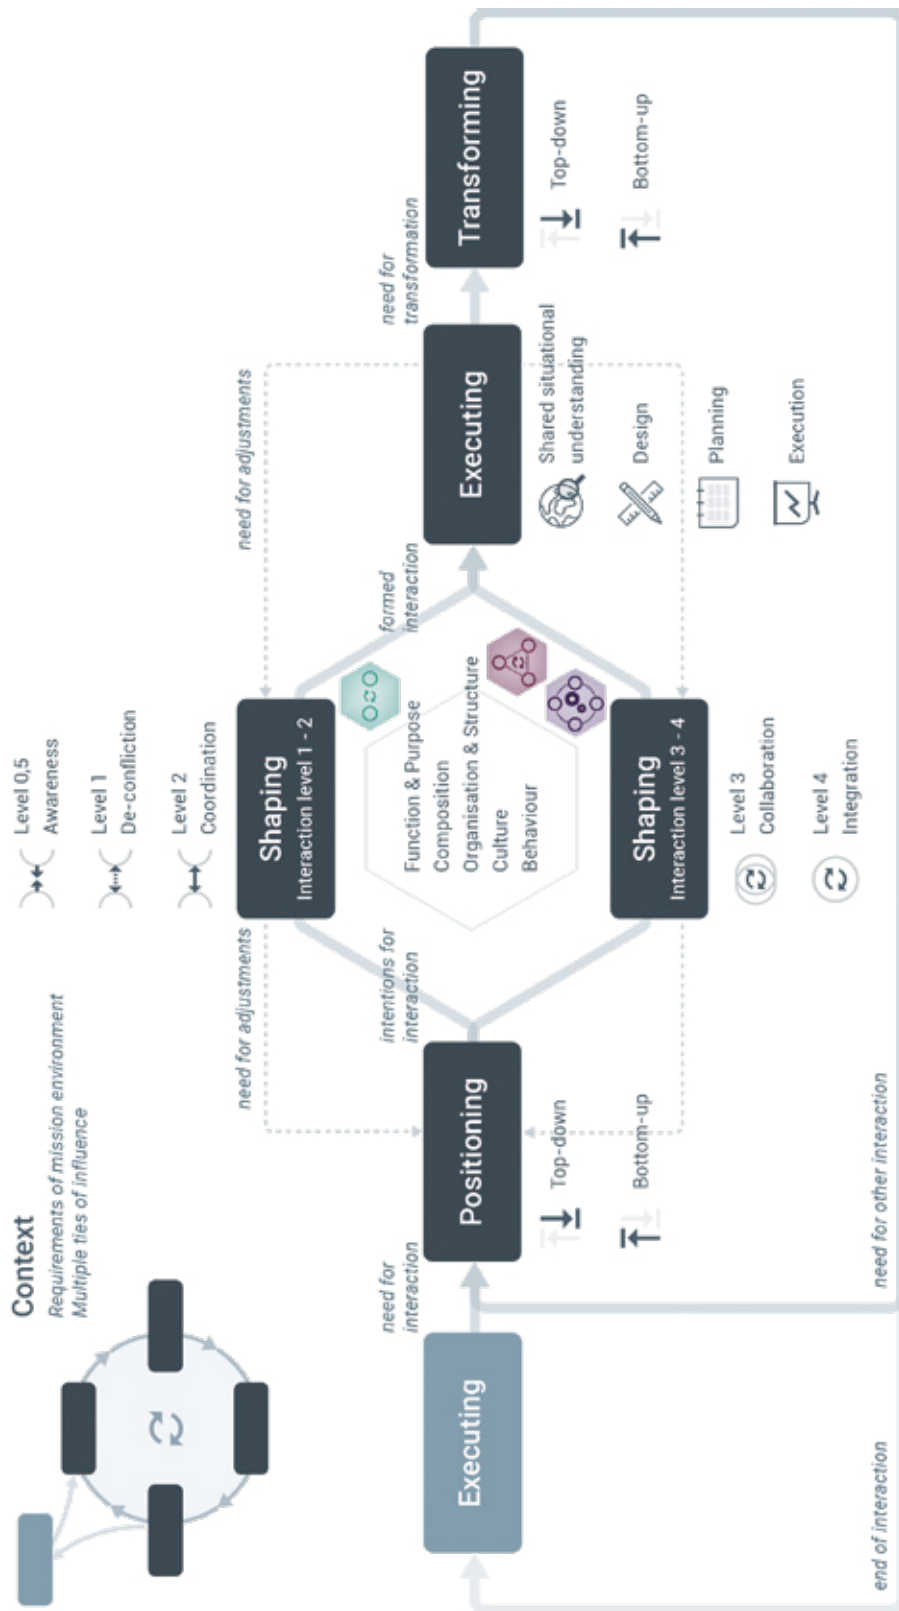 Context
Requirements of mission environment
Multiple ties of influence
Level 0,5
Awareness
Level 1
De-confliction
Level 2
Coordination
need for adjustments
need for adjustments
Shaping
Interaction level 1 - 2
need for
interaction
intentions for
interaction
formed
interaction
need for
transformation
Executing
Positioning
Function & Purpose
Composition
Organisation & Structure
Culture
Behaviour
Executing
Transforming
Top-down
Bottom-up
Shared situational
understanding
Design
Planning
Execution
Top-down
Bottom-up
Shaping
Interaction level 3 - 4
Level 3
Collaboration
Level 4
Integration
end of interaction
need for other interaction